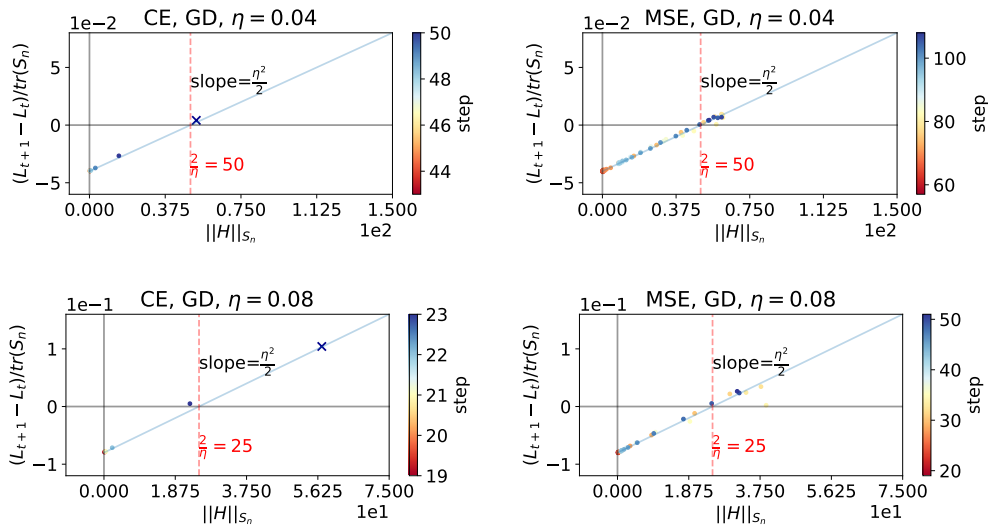 CE, GD, η = 0.04
1e−2
(L_{t+1} − L_t)/tr(S_n)
5
0
−5
slope=η²/2
2/η = 50
0.000 0.375 0.750 1.125 1.500
||H||_{S_n}
1e2
50
48
46
44
step
MSE, GD, η = 0.04
1e−2
(L_{t+1} − L_t)/tr(S_n)
5
0
−5
slope=η²/2
2/η = 50
0.000 0.375 0.750 1.125 1.500
||H||_{S_n}
1e2
100
80
60
step
CE, GD, η = 0.08
1e−1
(L_{t+1} − L_t)/tr(S_n)
1
0
−1
slope=η²/2
2/η = 25
0.000 1.875 3.750 5.625 7.500
||H||_{S_n}
1e1
23
22
21
20
19
step
MSE, GD, η = 0.08
1e−1
(L_{t+1} − L_t)/tr(S_n)
1
0
−1
slope=η²/2
2/η = 25
0.000 1.875 3.750 5.625 7.500
||H||_{S_n}
1e1
50
40
30
20
step